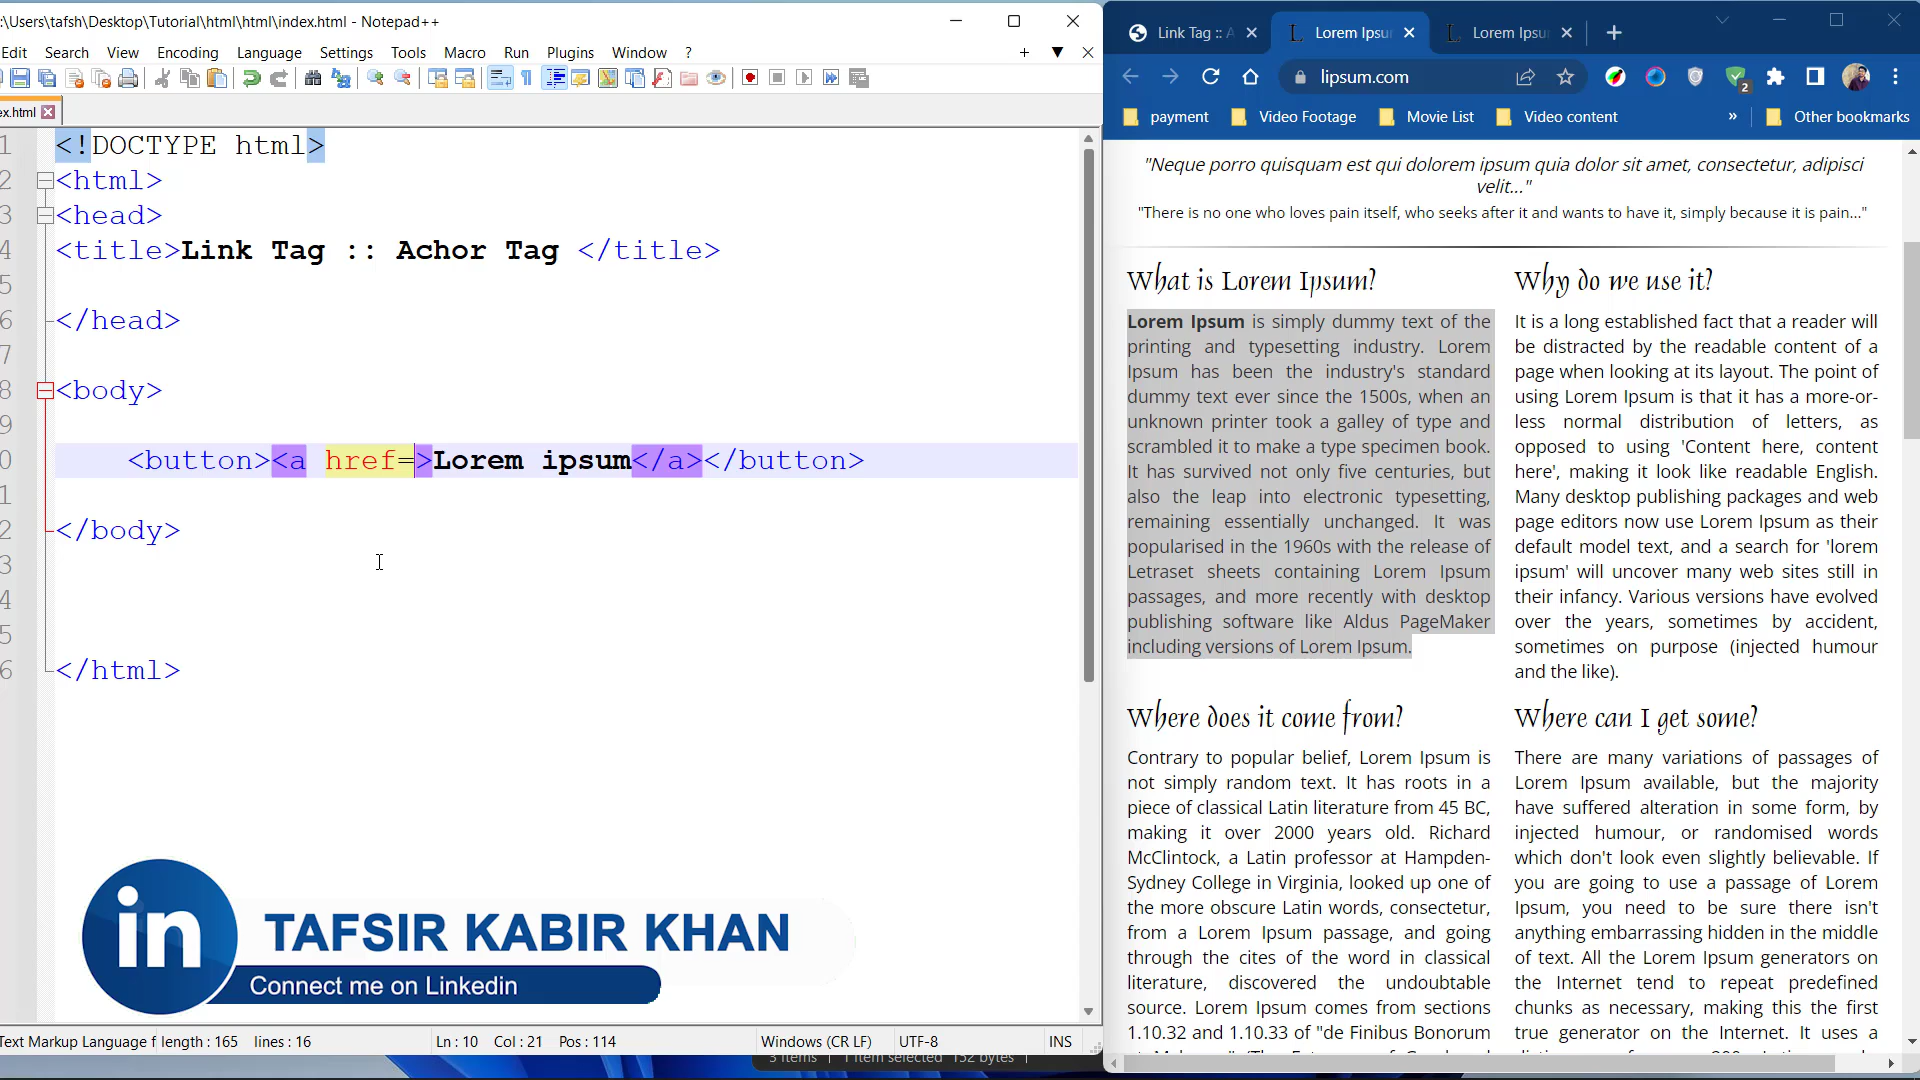 :\Users\tafsh\Desktop\Tutorial\html\html\index.html - Notepad++
Edit Search View Encoding Language Settings Tools Macro Run Plugins Window ?
ex.html
1 <!DOCTYPE html>
2 <html>
3 <head>
4 <title>Link Tag :: Achor Tag </title>
5
6 </head>
7
8 <body>
9
0 <button><a href=>Lorem ipsum</a></button>
1
2 </body>
3
4
5
6 </html>
in
TAFSIR KABIR KHAN
Connect me on Linkedin
Text Markup Language f length : 165 lines : 16 Ln : 10 Col : 21 Pos : 114 Windows (CR LF) UTF-8 INS
3 items 1 item selected 152 bytes
Link Tag :: A Lorem Ipsu Lorem Ipsu
lipsum.com
2
payment Video Footage Movie List Video content » Other bookmarks
"Neque porro quisquam est qui dolorem ipsum quia dolor sit amet, consectetur, adipisci
velit..."
"There is no one who loves pain itself, who seeks after it and wants to have it, simply because it is pain..."
What is Lorem Ipsum?
Lorem Ipsum is simply dummy text of the
printing and typesetting industry. Lorem
Ipsum has been the industry's standard
dummy text ever since the 1500s, when an
unknown printer took a galley of type and
scrambled it to make a type specimen book.
It has survived not only five centuries, but
also the leap into electronic typesetting,
remaining essentially unchanged. It was
popularised in the 1960s with the release of
Letraset sheets containing Lorem Ipsum
passages, and more recently with desktop
publishing software like Aldus PageMaker
including versions of Lorem Ipsum.
Why do we use it?
It is a long established fact that a reader will
be distracted by the readable content of a
page when looking at its layout. The point of
using Lorem Ipsum is that it has a more-or-
less normal distribution of letters, as
opposed to using 'Content here, content
here', making it look like readable English.
Many desktop publishing packages and web
page editors now use Lorem Ipsum as their
default model text, and a search for 'lorem
ipsum' will uncover many web sites still in
their infancy. Various versions have evolved
over the years, sometimes by accident,
sometimes on purpose (injected humour
and the like).
Where does it come from?
Contrary to popular belief, Lorem Ipsum is
not simply random text. It has roots in a
piece of classical Latin literature from 45 BC,
making it over 2000 years old. Richard
McClintock, a Latin professor at Hampden-
Sydney College in Virginia, looked up one of
the more obscure Latin words, consectetur,
from a Lorem Ipsum passage, and going
through the cites of the word in classical
literature, discovered the undoubtable
source. Lorem Ipsum comes from sections
1.10.32 and 1.10.33 of "de Finibus Bonorum
Where can I get some?
There are many variations of passages of
Lorem Ipsum available, but the majority
have suffered alteration in some form, by
injected humour, or randomised words
which don't look even slightly believable. If
you are going to use a passage of Lorem
Ipsum, you need to be sure there isn't
anything embarrassing hidden in the middle
of text. All the Lorem Ipsum generators on
the Internet tend to repeat predefined
chunks as necessary, making this the first
true generator on the Internet. It uses a